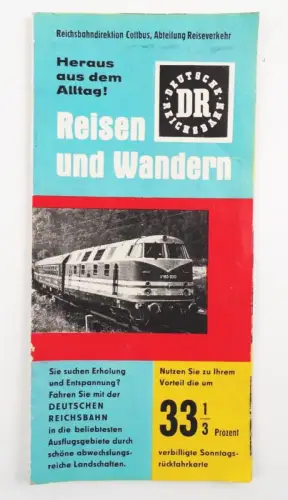 Reichsbahndirektion Cottbus, Abteilung Reiseverkehr
Heraus
aus dem
Alltag!
DEUTSCHE
DR
REICHSBAHN
Reisen
und Wandern
Sie suchen Erholung
und Entspannung?
Fahren Sie mit der
DEUTSCHEN
REICHSBAHN
in die beliebtesten
Ausflugsgebiete durch
schöne abwechslungs-
reiche Landschaften.
Nutzen Sie zu Ihrem
Vorteil die um
33 1/3 Prozent
verbilligte Sonntags-
rückfahrkarte